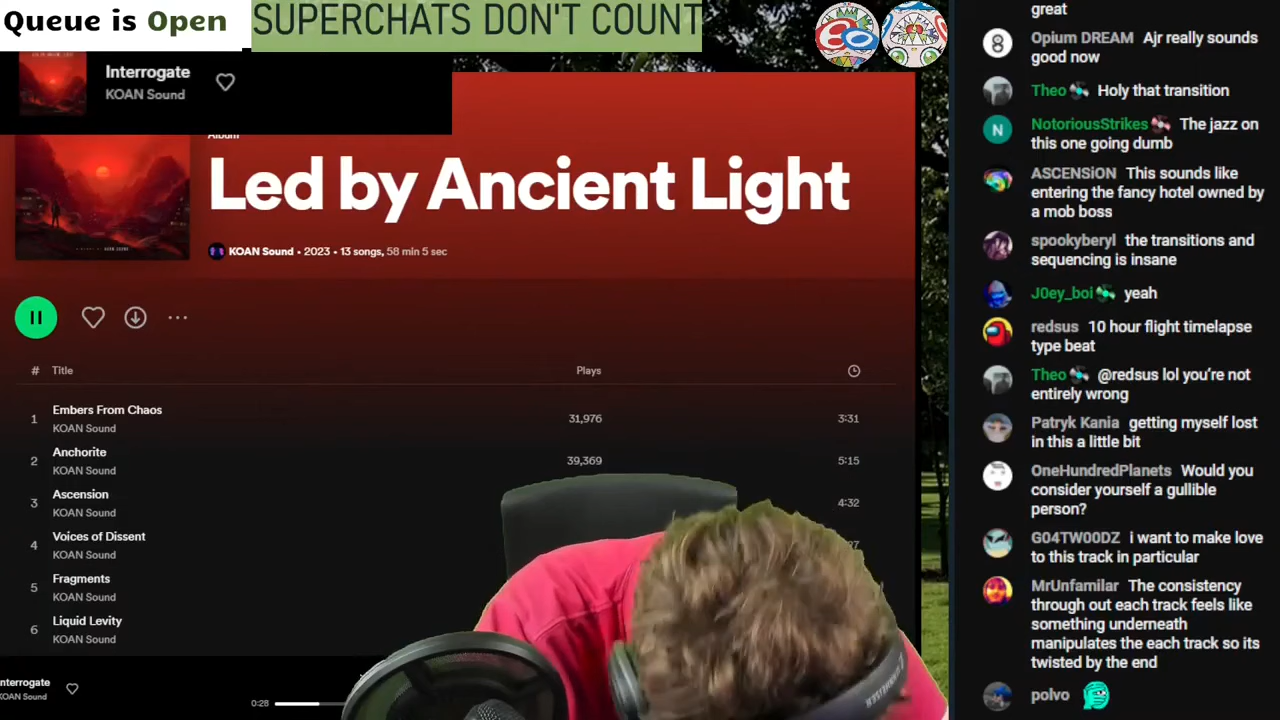 Queue is Open
SUPERCHATS DON'T COUNT
Interrogate
KOAN Sound
Album
Led by Ancient Light
KOAN Sound • 2023 • 13 songs, 58 min 5 sec
# Title Plays
1 Embers From Chaos 31,976 3:31
KOAN Sound
2 Anchorite 39,369 5:15
KOAN Sound
3 Ascension 4:32
KOAN Sound
4 Voices of Dissent
KOAN Sound
5 Fragments
KOAN Sound
6 Liquid Levity
KOAN Sound
nterrogate
KOAN Sound
0:28
great
Opium DREAM Ajr really sounds
good now
Theo Holy that transition
N NotoriousStrikes The jazz on
this one going dumb
ASCENSiON This sounds like
entering the fancy hotel owned by
a mob boss
spookyberyl the transitions and
sequencing is insane
J0ey_boi yeah
redsus 10 hour flight timelapse
type beat
Theo @redsus lol you're not
entirely wrong
Patryk Kania getting myself lost
in this a little bit
OneHundredPlanets Would you
consider yourself a gullible
person?
G04TW00DZ i want to make love
to this track in particular
MrUnfamilar The consistency
through out each track feels like
something underneath
manipulates the each track so its
twisted by the end
polvo